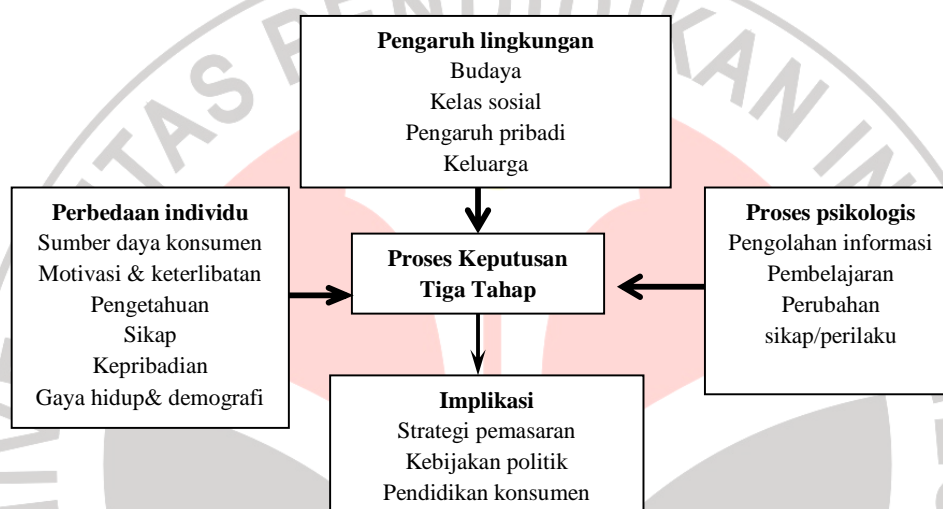 Pengaruh lingkungan
Budaya
Kelas sosial
Pengaruh pribadi
Keluarga
Perbedaan individu
Sumber daya konsumen
Motivasi & keterlibatan
Pengetahuan
Sikap
Kepribadian
Gaya hidup& demografi
Proses Keputusan
Tiga Tahap
Proses psikologis
Pengolahan informasi
Pembelajaran
Perubahan
sikap/perilaku
Implikasi
Strategi pemasaran
Kebijakan politik
Pendidikan konsumen